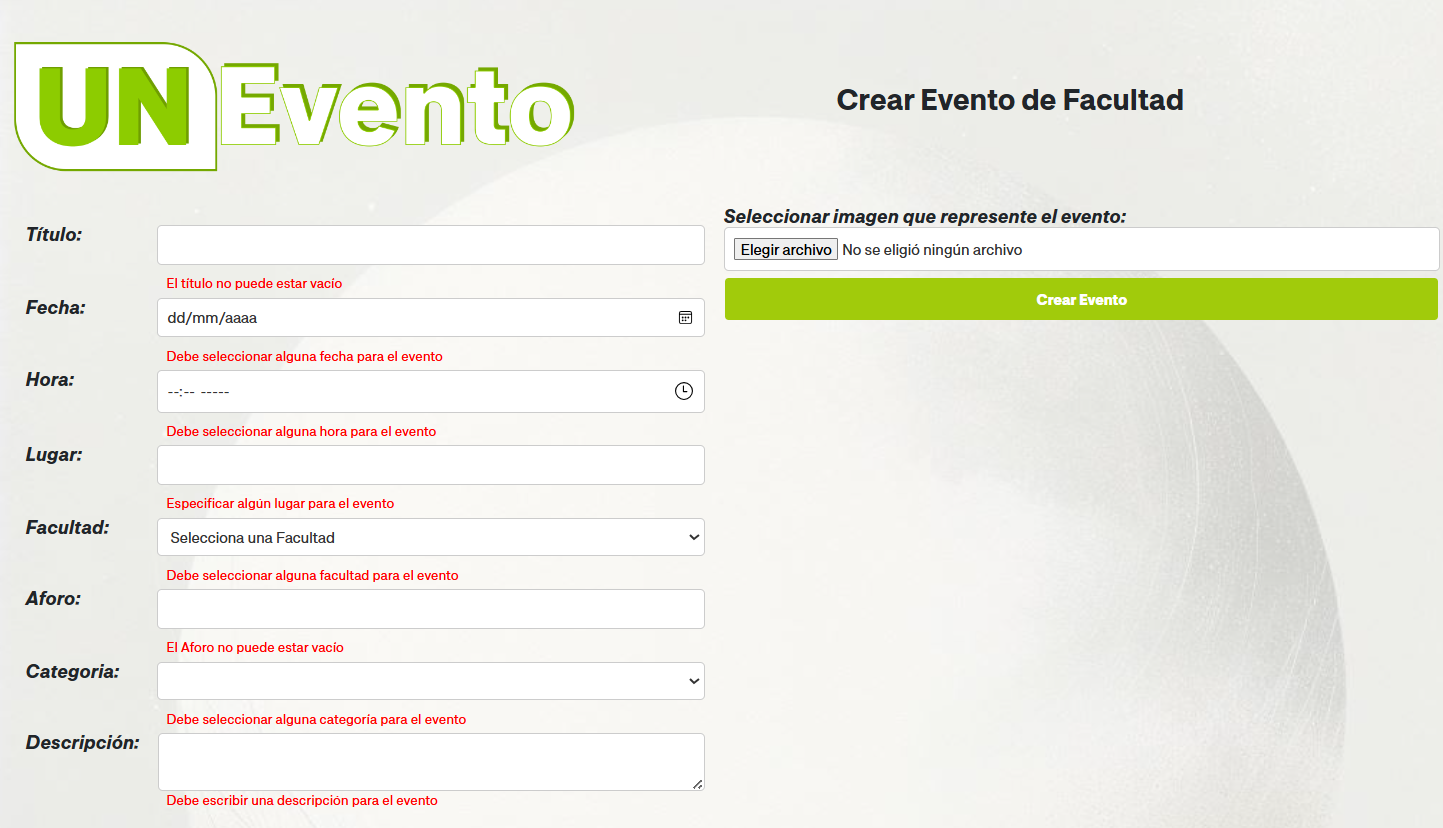 UN Evento
Crear Evento de Facultad
Título:
El título no puede estar vacío
Fecha:
dd/mm/aaaa
Debe seleccionar alguna fecha para el evento
Hora:
--:-- -----
Debe seleccionar alguna hora para el evento
Lugar:
Especificar algún lugar para el evento
Facultad:
Selecciona una Facultad
Debe seleccionar alguna facultad para el evento
Aforo:
El Aforo no puede estar vacío
Categoria:
Debe seleccionar alguna categoría para el evento
Descripción:
Debe escribir una descripción para el evento
Seleccionar imagen que represente el evento:
Elegir archivo No se eligió ningún archivo
Crear Evento